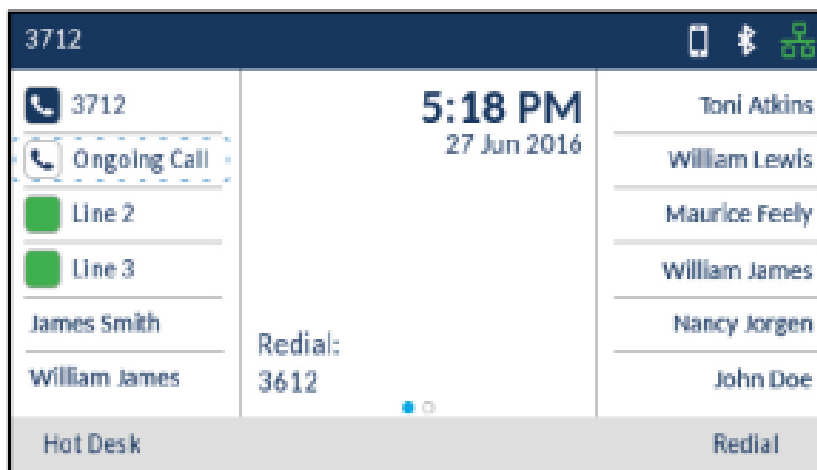 3712
3712
Ongoing Call
Line 2
Line 3
James Smith
William James
5:18 PM
27 Jun 2016
Redial:
3612
Toni Atkins
William Lewis
Maurice Feely
William James
Nancy Jorgen
John Doe
Hot Desk
Redial